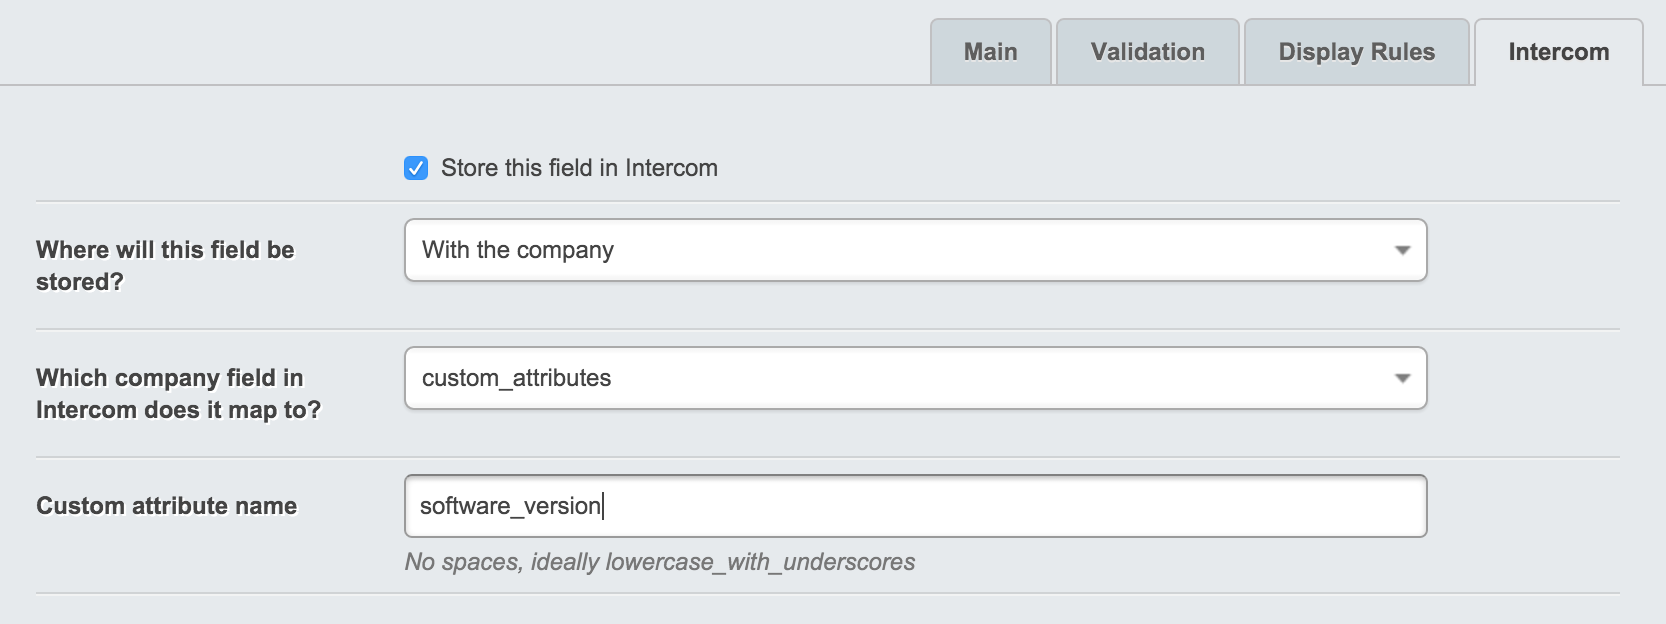 Main
Validation
Display Rules
Intercom
Store this field in Intercom
Where will this field be
stored?
With the company
Which company field in
Intercom does it map to?
custom_attributes
Custom attribute name
software_version
No spaces, ideally lowercase_with_underscores